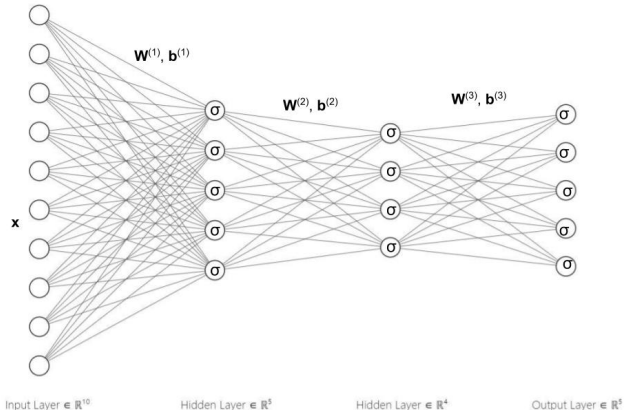 W(1), b(1)
W(2), b(2)
W(3), b(3)
σ σ σ σ σ
σ σ σ σ
σ σ σ σ σ
x
Input Layer ∈ ℝ¹⁰
Hidden Layer ∈ ℝ⁵
Hidden Layer ∈ ℝ⁴
Output Layer ∈ ℝ⁵